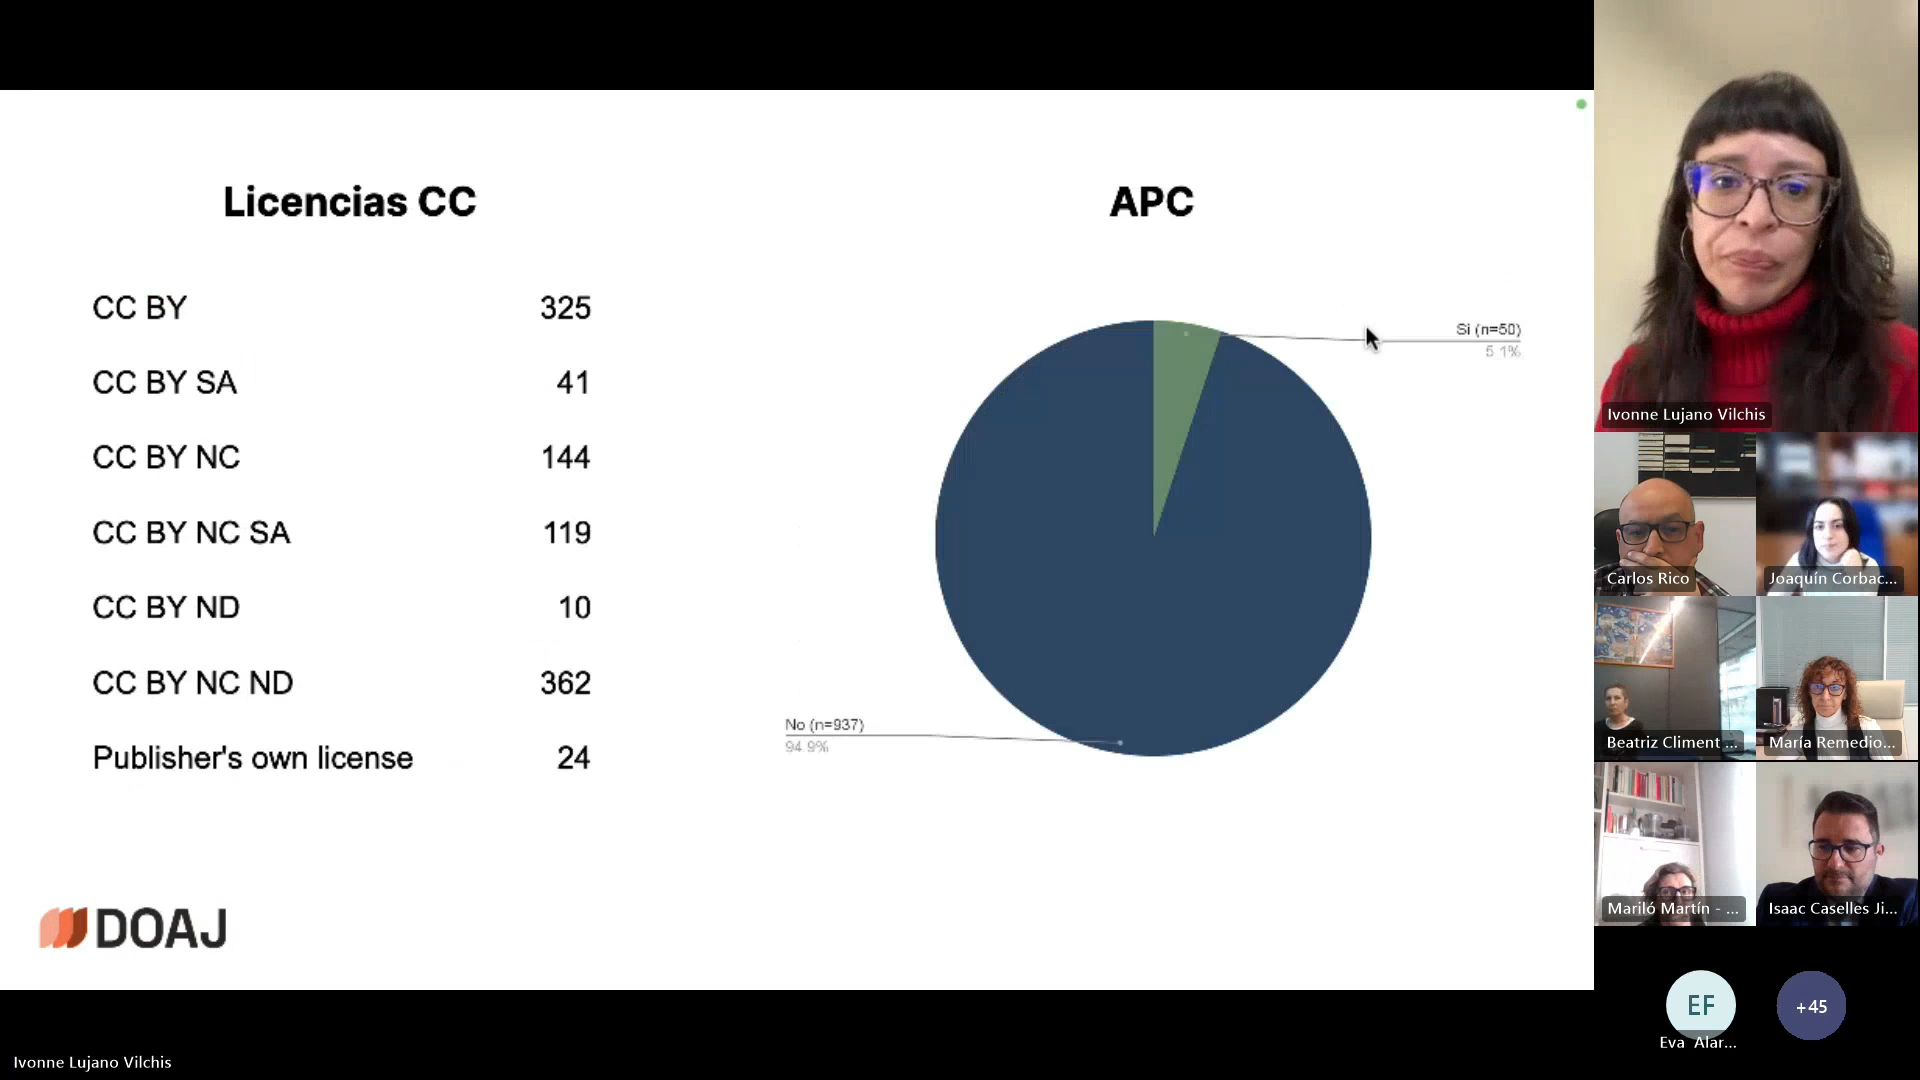 Licencias CC
CC BY 325
CC BY SA 41
CC BY NC 144
CC BY NC SA 119
CC BY ND 10
CC BY NC ND 362
Publisher's own license 24
APC
Si (n=50)
5.1%
No (n=937)
94.9%
DOAJ
Ivonne Lujano Vilchis
Carlos Rico
Joaquín Corbac...
Beatriz Climent ...
María Remedio...
Mariló Martín - ...
Isaac Caselles Ji...
EF
+45
Eva Alar...
Ivonne Lujano Vilchis